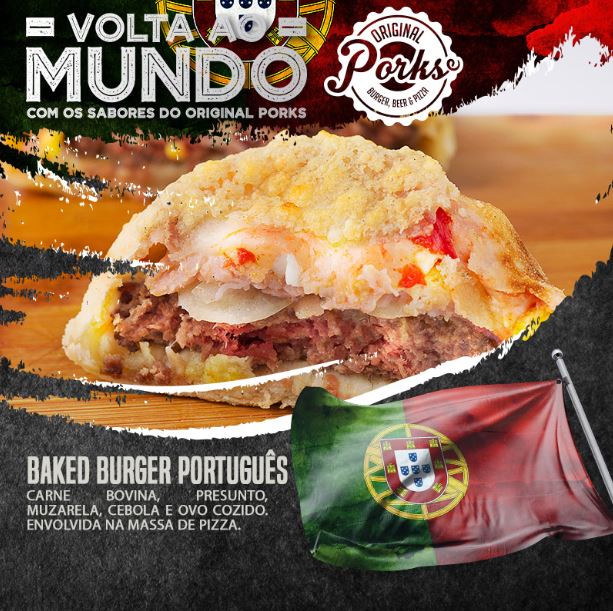 = VOLTA AO =
MUNDO
COM OS SABORES DO ORIGINAL PORKS
ORIGINAL
Porks
BURGER, BEER & PIZZA
BAKED BURGER PORTUGUÊS
CARNE BOVINA, PRESUNTO,
MUZARELA, CEBOLA E OVO COZIDO.
ENVOLVIDA NA MASSA DE PIZZA.